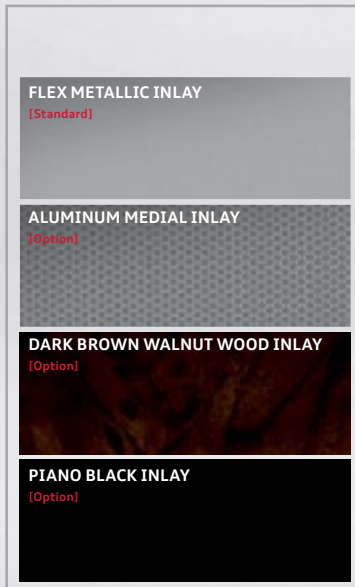 FLEX METALLIC INLAY
[Standard]
ALUMINUM MEDIAL INLAY
[Option]
DARK BROWN WALNUT WOOD INLAY
[Option]
PIANO BLACK INLAY
[Option]